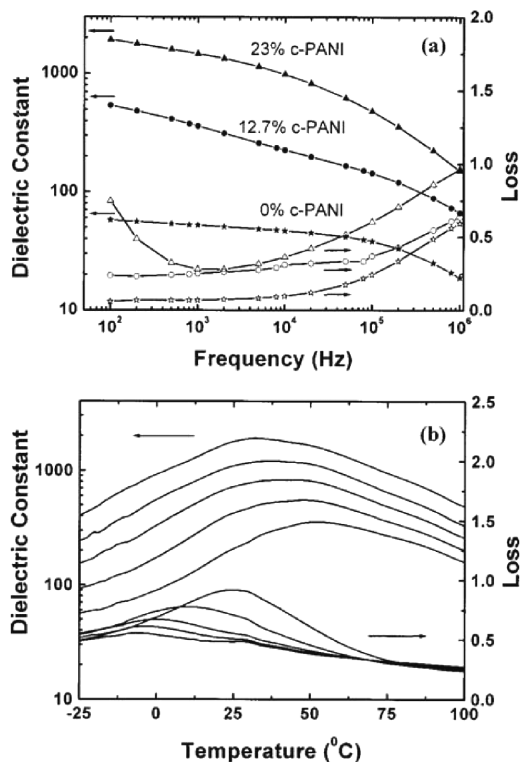 (a)
23% c-PANI
12.7% c-PANI
0% c-PANI
Dielectric Constant
1000
100
10
Loss
2.0
1.5
1.0
0.5
0.0
10² 10³ 10⁴ 10⁵ 10⁶
Frequency (Hz)
(b)
Dielectric Constant
1000
100
10
Loss
2.5
2.0
1.5
1.0
0.5
0.0
-25 0 25 50 75 100
Temperature (⁰C)